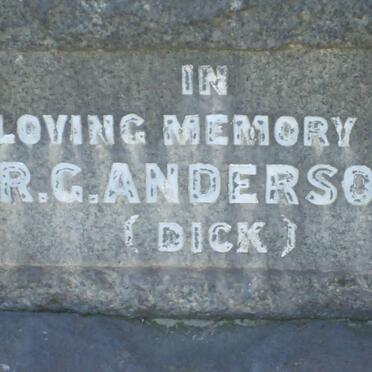 IN
LOVING MEMORY
R.G. ANDERSO
(DICK)